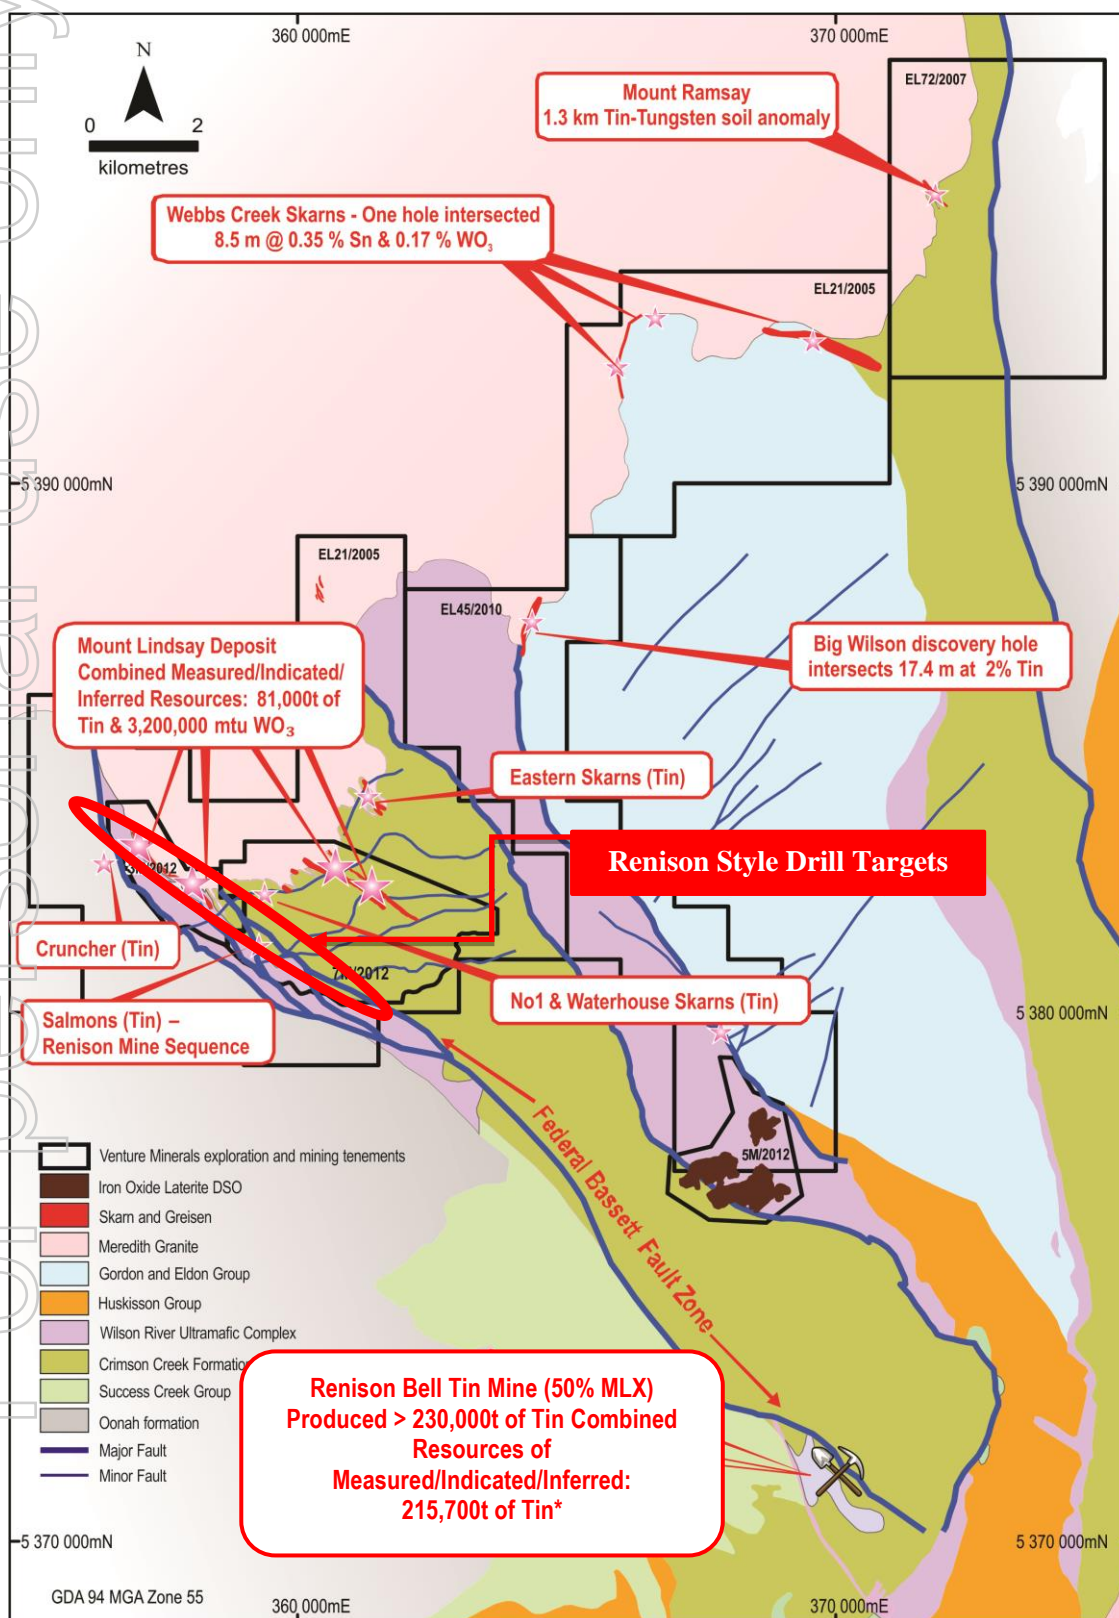 360 000mE
370 000mE
N
0 2
kilometres
EL72/2007
Mount Ramsay
1.3 km Tin-Tungsten soil anomaly
Webbs Creek Skarns - One hole intersected
8.5 m @ 0.35 % Sn & 0.17 % WO₃
EL21/2005
5 390 000mN
5 390 000mN
EL21/2005
EL45/2010
Mount Lindsay Deposit
Combined Measured/Indicated/
Inferred Resources: 81,000t of
Tin & 3,200,000 mtu WO₃
Big Wilson discovery hole
intersects 17.4 m at 2% Tin
Eastern Skarns (Tin)
Renison Style Drill Targets
/2012
Cruncher (Tin)
/2012
No1 & Waterhouse Skarns (Tin)
Salmons (Tin) –
Renison Mine Sequence
5 380 000mN
Federal Bassett Fault Zone
5M/2012
Venture Minerals exploration and mining tenements
Iron Oxide Laterite DSO
Skarn and Greisen
Meredith Granite
Gordon and Eldon Group
Huskisson Group
Wilson River Ultramafic Complex
Crimson Creek Formatio
Success Creek Group
Oonah formation
Major Fault
Minor Fault
Renison Bell Tin Mine (50% MLX)
Produced > 230,000t of Tin Combined
Resources of
Measured/Indicated/Inferred:
215,700t of Tin*
5 370 000mN
5 370 000mN
GDA 94 MGA Zone 55
360 000mE
370 000mE